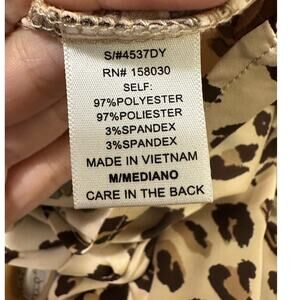 S/#4537DY
RN# 158030
SELF:
97%POLYESTER
97%POLIESTER
3%SPANDEX
3%SPANDEX
MADE IN VIETNAM
M/MEDIANO
CARE IN THE BACK